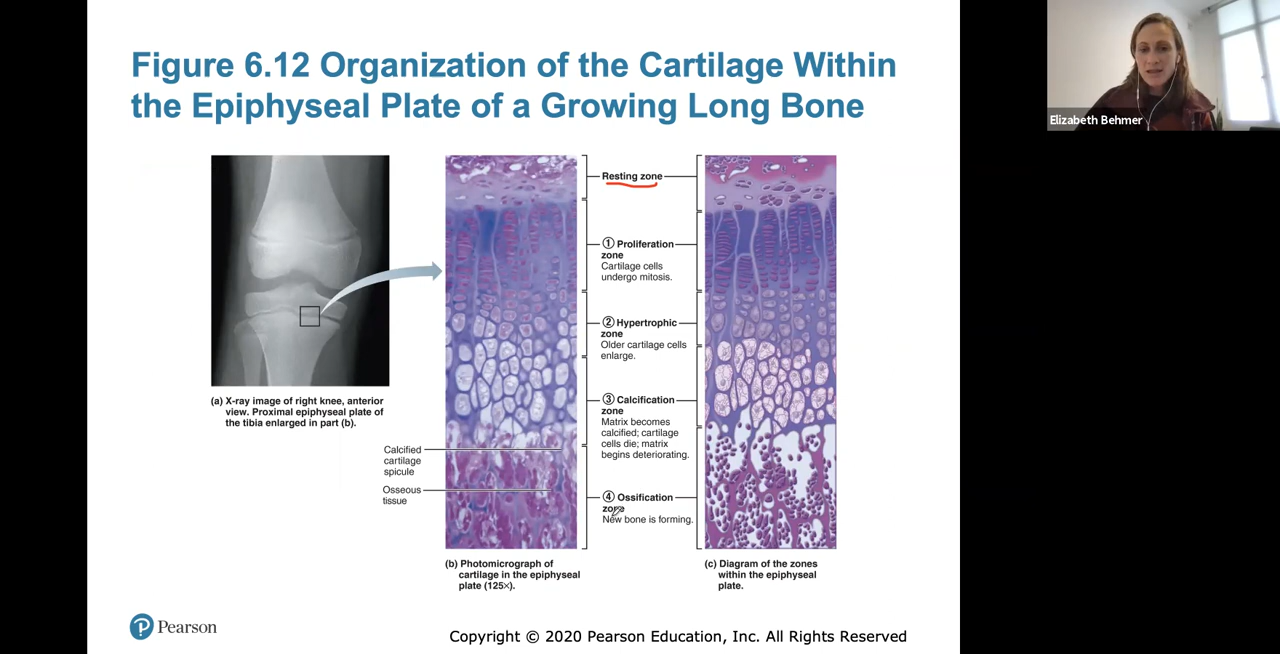 Figure 6.12 Organization of the Cartilage Within
the Epiphyseal Plate of a Growing Long Bone
Elizabeth Behmer
(a) X-ray image of right knee, anterior
view. Proximal epiphyseal plate of
the tibia enlarged in part (b).
Calcified
cartilage
spicule
Osseous
tissue
Resting zone
① Proliferation
zone
Cartilage cells
undergo mitosis.
② Hypertrophic
zone
Older cartilage cells
enlarge.
③ Calcification
zone
Matrix becomes
calcified; cartilage
cells die; matrix
begins deteriorating.
④ Ossification
zone
New bone is forming.
(b) Photomicrograph of
cartilage in the epiphyseal
plate (125×).
(c) Diagram of the zones
within the epiphyseal
plate.
P Pearson
Copyright © 2020 Pearson Education, Inc. All Rights Reserved